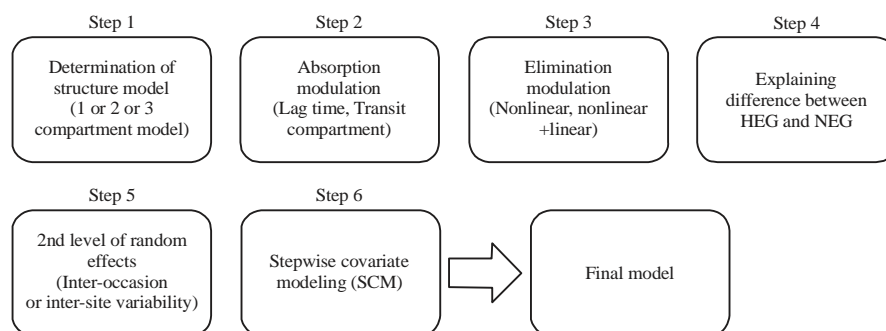 Step 1
Determination of
structure model
(1 or 2 or 3
compartment model)
Step 2
Absorption
modulation
(Lag time, Transit
compartment)
Step 3
Elimination
modulation
(Nonlinear, nonlinear
+linear)
Step 4
Explaining
difference between
HEG and NEG
Step 5
2nd level of random
effects
(Inter-occasion
or inter-site variability)
Step 6
Stepwise covariate
modeling (SCM)
Final model